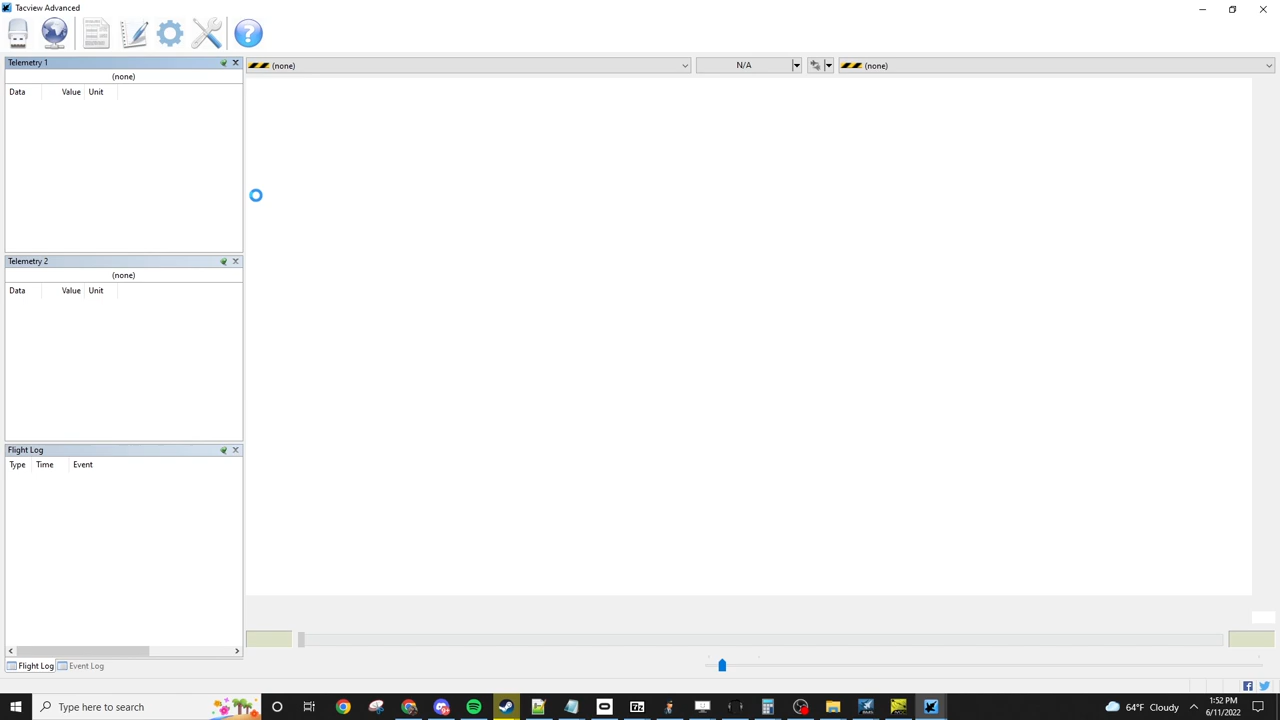 Tacview Advanced
Telemetry 1
(none)
Data Value Unit
(none) N/A (none)
Telemetry 2
(none)
Data Value Unit
Flight Log
Type Time Event
Flight Log Event Log
Type here to search
64°F Cloudy
1:52 PM
6/11/2022